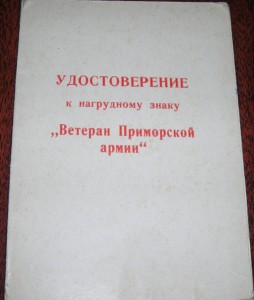 УДОСТОВЕРЕНИЕ
к нагрудному знаку
„Ветеран Приморской
армии“